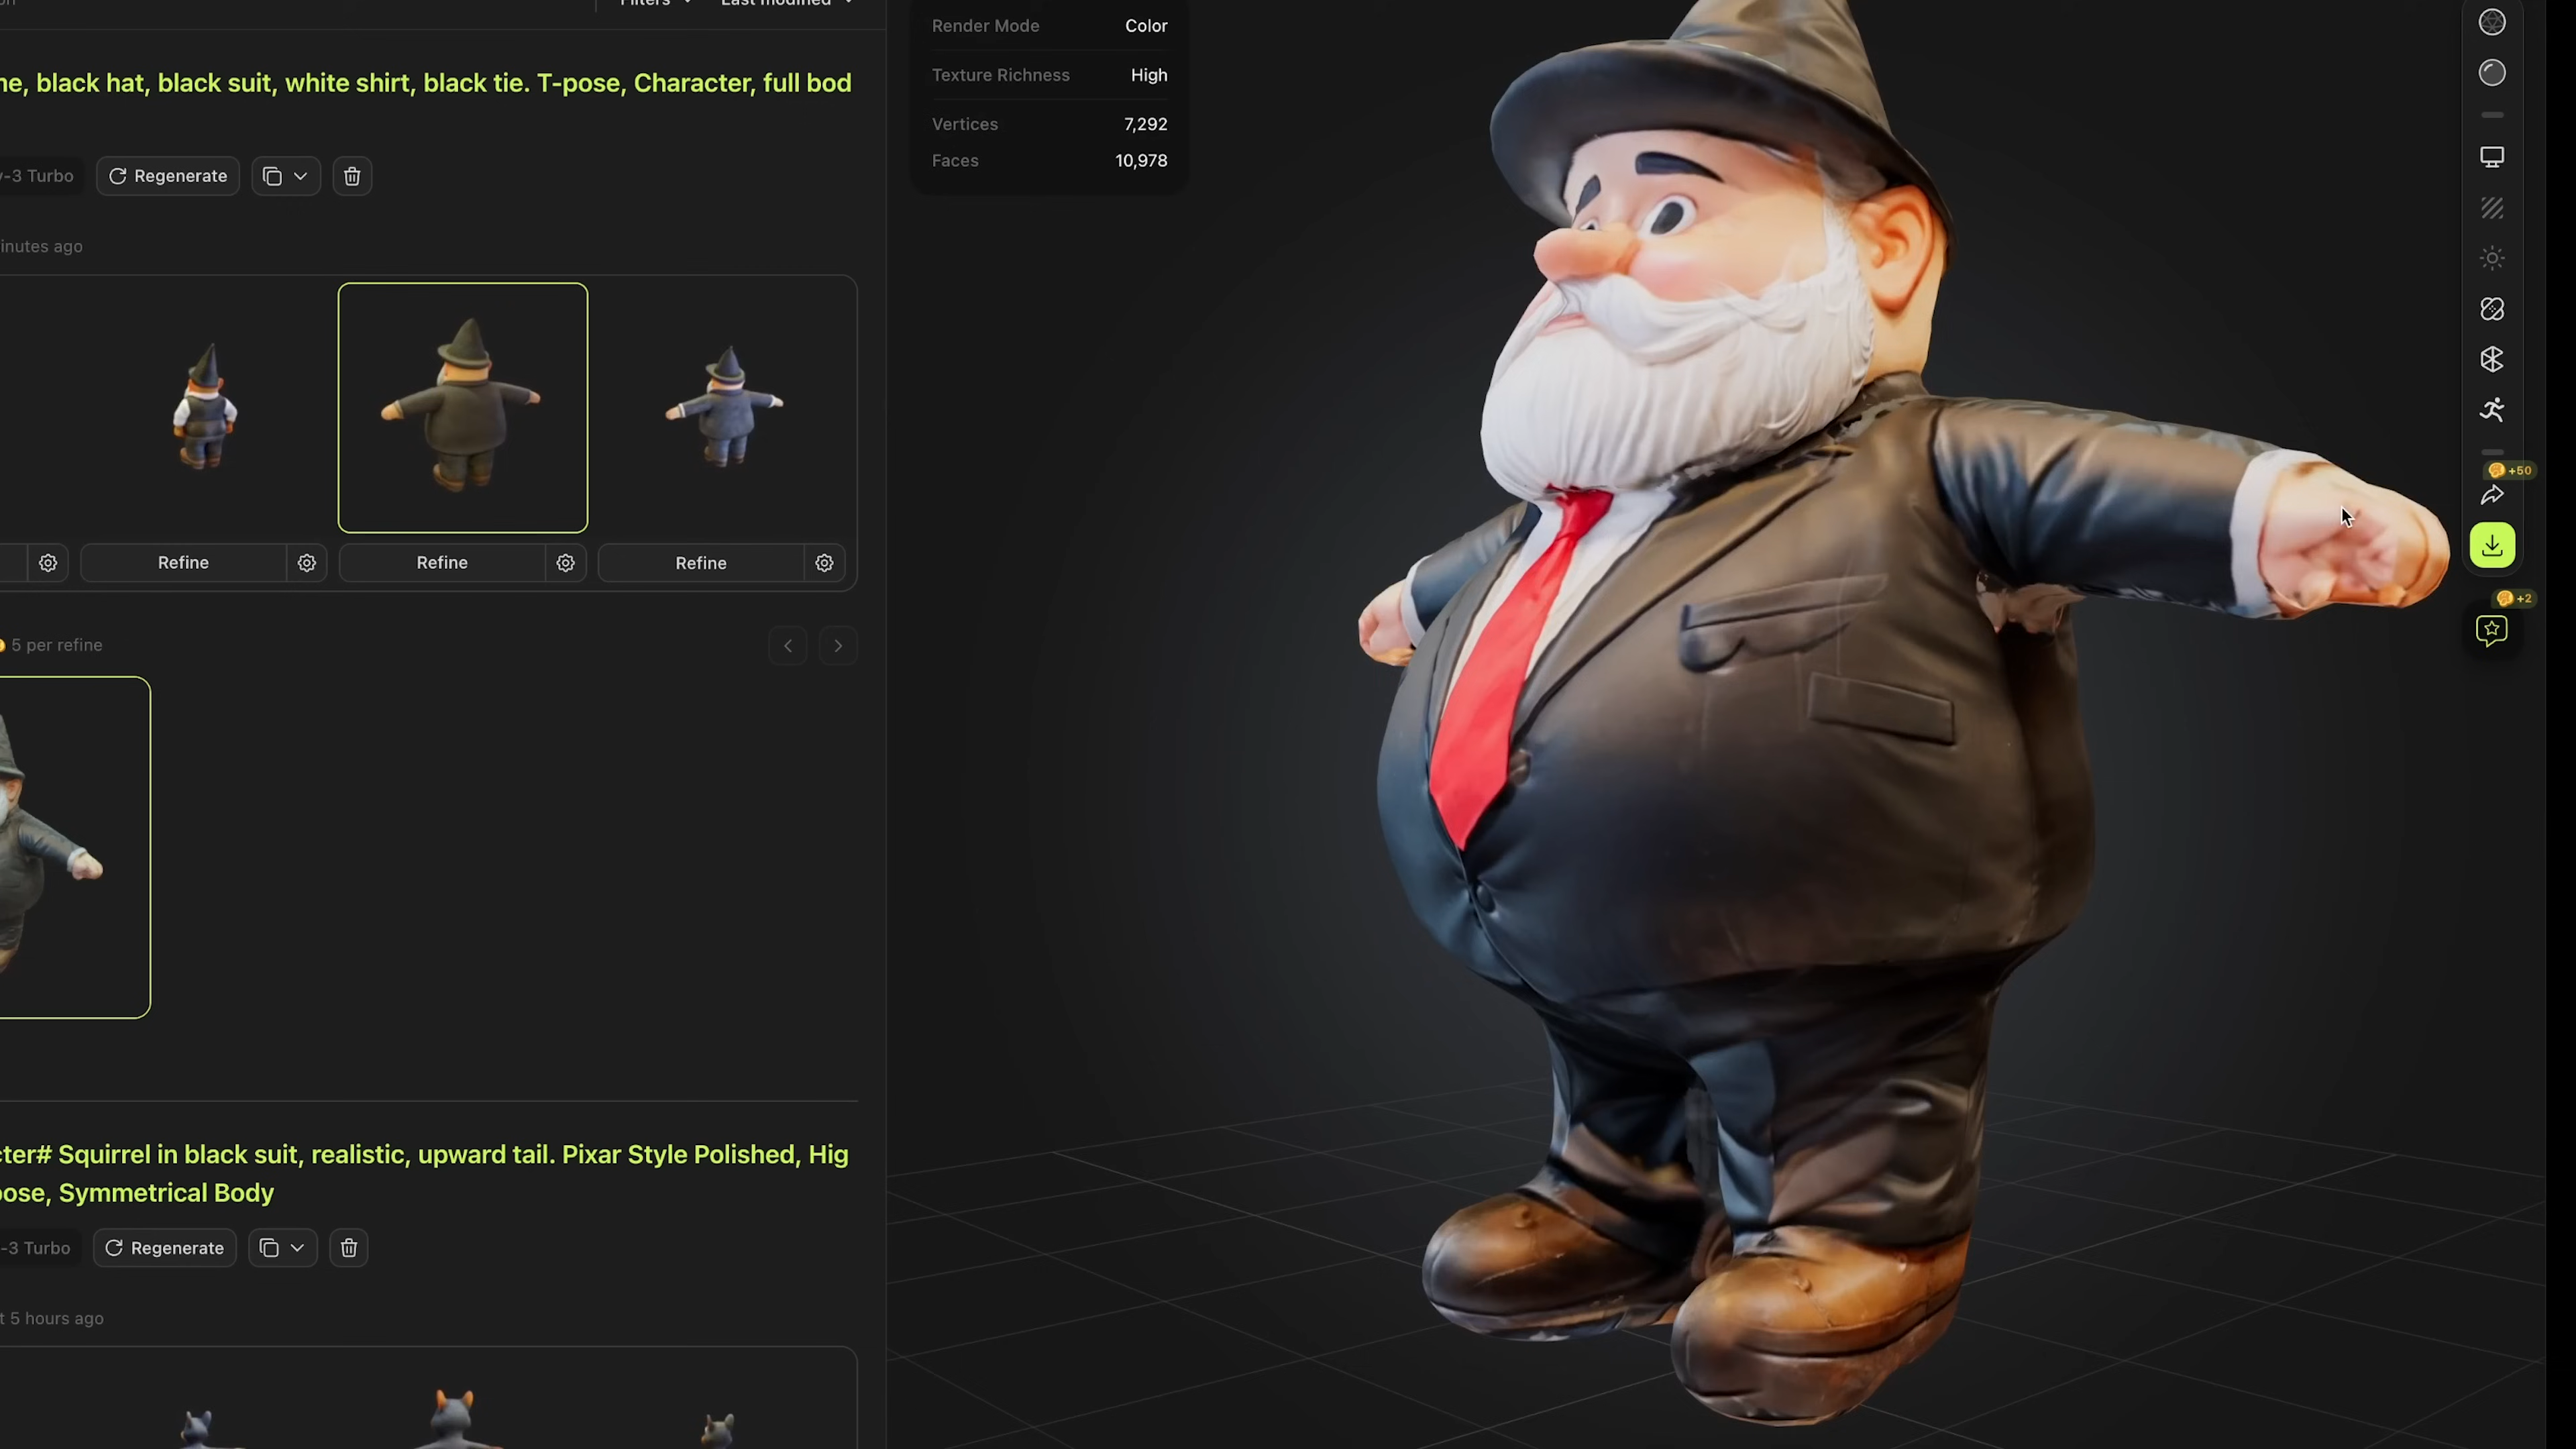 Filters
Last modified
ne, black hat, black suit, white shirt, black tie. T-pose, Character, full bod
-3 Turbo
Regenerate
inutes ago
Refine
Refine
Refine
5 per refine
cter# Squirrel in black suit, realistic, upward tail. Pixar Style Polished, Hig
pose, Symmetrical Body
-3 Turbo
Regenerate
t 5 hours ago
Render Mode Color
Texture Richness High
Vertices 7,292
Faces 10,978
+50
+2